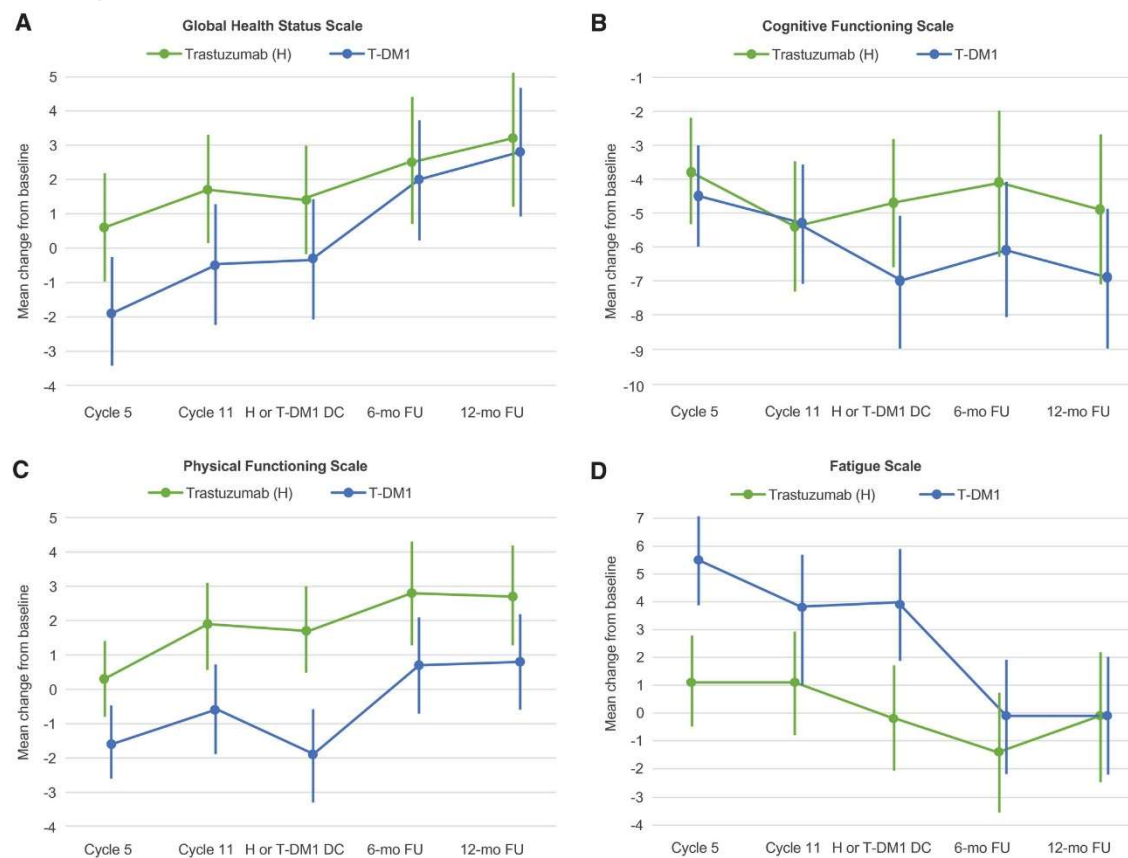 A
Global Health Status Scale
Trastuzumab (H) T-DM1
Mean change from baseline
5
4
3
2
1
0
-1
-2
-3
-4
Cycle 5 Cycle 11 H or T-DM1 DC 6-mo FU 12-mo FU
B
Cognitive Functioning Scale
Trastuzumab (H) T-DM1
Mean change from baseline
-1
-2
-3
-4
-5
-6
-7
-8
-9
-10
Cycle 5 Cycle 11 H or T-DM1 DC 6-mo FU 12-mo FU
C
Physical Functioning Scale
Trastuzumab (H) T-DM1
Mean change from baseline
5
4
3
2
1
0
-1
-2
-3
-4
Cycle 5 Cycle 11 H or T-DM1 DC 6-mo FU 12-mo FU
D
Fatigue Scale
Trastuzumab (H) T-DM1
Mean change from baseline
7
6
5
4
3
2
1
0
-1
-2
-3
-4
Cycle 5 Cycle 11 H or T-DM1 DC 6-mo FU 12-mo FU